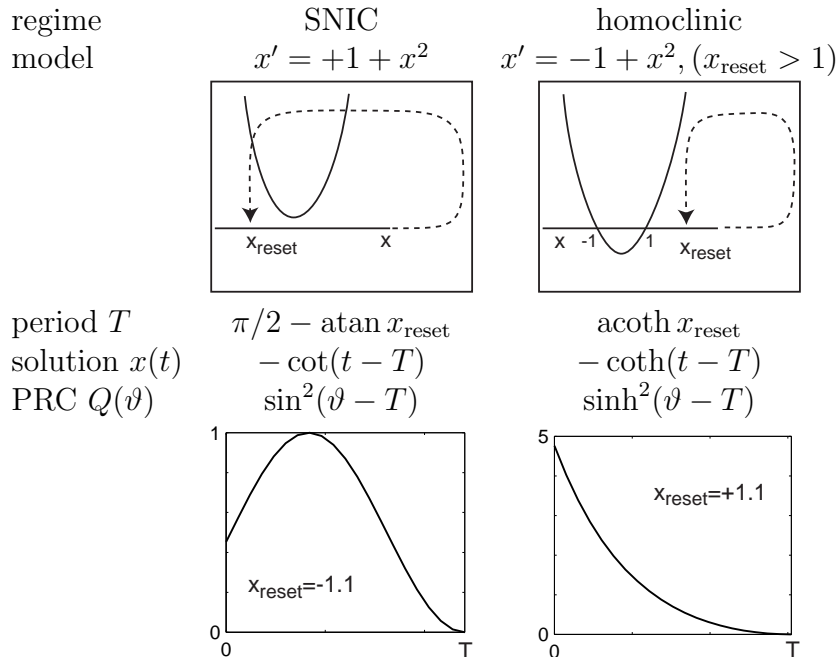 regime SNIC homoclinic
model x′ = +1 + x² x′ = −1 + x², (x_reset > 1)
x_reset x
x -1 1 x_reset
period T π/2 − atan x_reset acoth x_reset
solution x(t) − cot(t − T) − coth(t − T)
PRC Q(ϑ) sin²(ϑ − T) sinh²(ϑ − T)
1
x_reset=-1.1
0
0 T
5
x_reset=+1.1
0
0 T